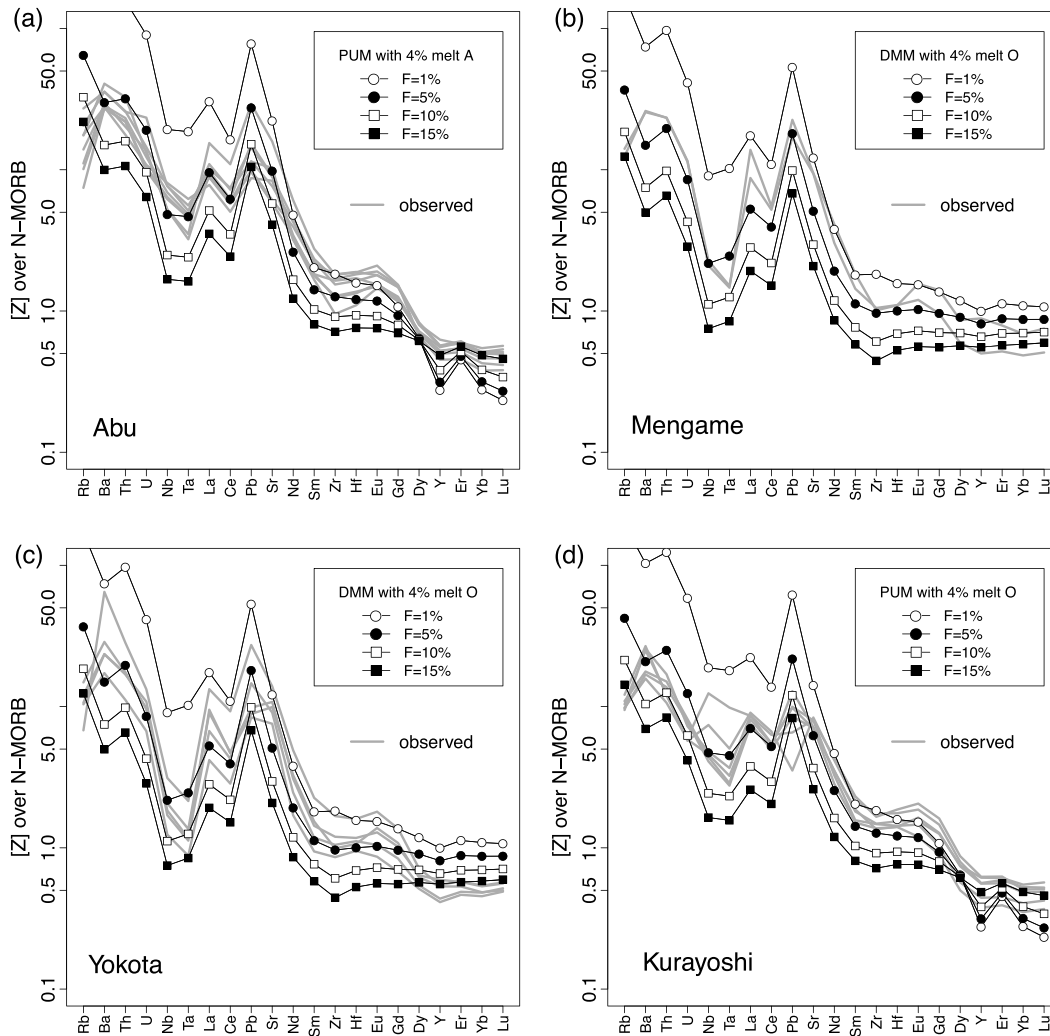 (a)
[Z] over N−MORB
50.0
5.0
1.0
0.5
0.1
PUM with 4% melt A
F=1%
F=5%
F=10%
F=15%
observed
Abu
Rb Ba Th U Nb Ta La Ce Pb Sr Nd Sm Zr Hf Eu Gd Dy Y Er Yb Lu
(b)
[Z] over N−MORB
50.0
5.0
1.0
0.5
0.1
DMM with 4% melt O
F=1%
F=5%
F=10%
F=15%
observed
Mengame
Rb Ba Th U Nb Ta La Ce Pb Sr Nd Sm Zr Hf Eu Gd Dy Y Er Yb Lu
(c)
[Z] over N−MORB
50.0
5.0
1.0
0.5
0.1
DMM with 4% melt O
F=1%
F=5%
F=10%
F=15%
observed
Yokota
Rb Ba Th U Nb Ta La Ce Pb Sr Nd Sm Zr Hf Eu Gd Dy Y Er Yb Lu
(d)
[Z] over N−MORB
50.0
5.0
1.0
0.5
0.1
PUM with 4% melt O
F=1%
F=5%
F=10%
F=15%
observed
Kurayoshi
Rb Ba Th U Nb Ta La Ce Pb Sr Nd Sm Zr Hf Eu Gd Dy Y Er Yb Lu